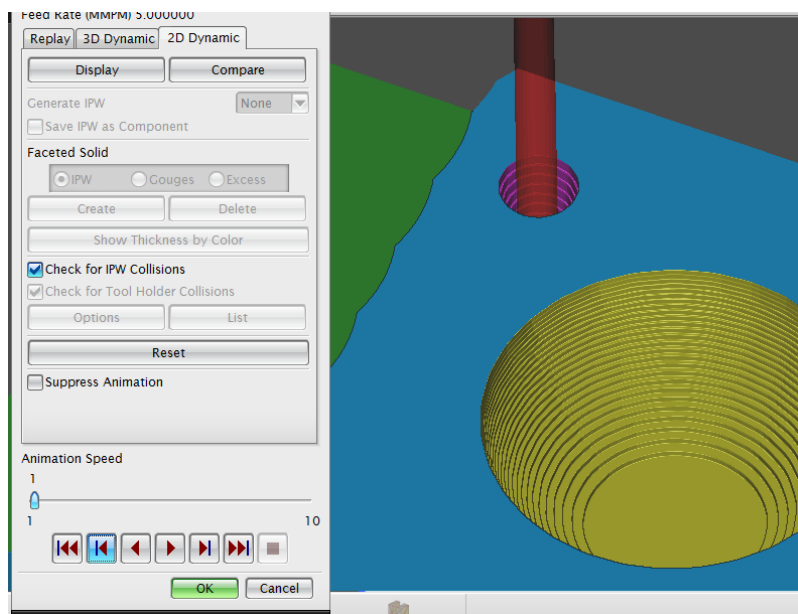 Feed Rate (MMPM) 5.000000
Replay 3D Dynamic 2D Dynamic
Display Compare
Generate IPW None
Save IPW as Component
Faceted Solid
IPW Gouges Excess
Create Delete
Show Thickness by Color
Check for IPW Collisions
Check for Tool Holder Collisions
Options List
Reset
Suppress Animation
Animation Speed
1
1 10
OK Cancel